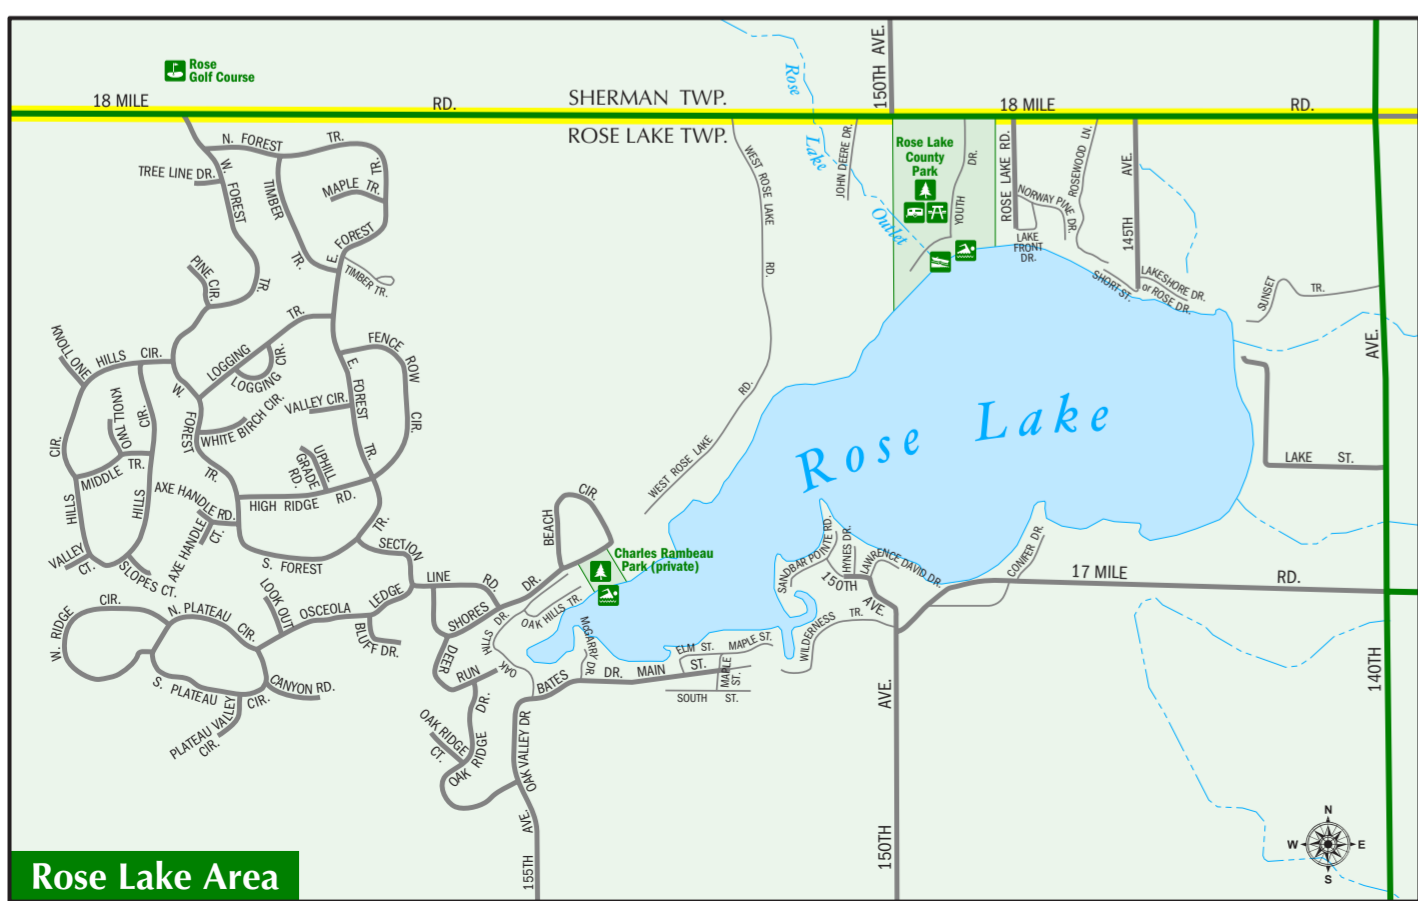 Rose
Golf Course
18 MILE
RD.
SHERMAN TWP.
ROSE LAKE TWP.
150TH AVE.
18 MILE
RD.
Rose
Lake
Outlet
N. FOREST
TR.
TR.
TREE LINE DR.
W. FOREST
TR.
TIMBER
TR.
MAPLE TR.
E. FOREST
TIMBER TR.
PINE CIR.
WEST ROSE LAKE
RD.
JOHN DEERE DR.
Rose Lake
County
Park
YOUTH
DR.
ROSE LAKE RD.
NORWAY PINE DR.
ROSEWOOD LN.
LAKE
FRONT
DR.
145TH
AVE.
SHORT ST.
LAKESHORE DR.
or ROSE DR.
SUNSET
TR.
AVE.
KNOLL ONE
HILLS
CIR.
KNOLL TWO
CIR.
HILLS
CIR.
HILLS
MIDDLE
TR.
LOGGING
TR.
LOGGING
CIR.
W.
FOREST
TR.
WHITE BIRCH CIR.
VALLEY CIR.
E. FOREST
TR.
FENCE
ROW
CIR.
UPHILL
GRADE
RD.
HIGH RIDGE
RD.
AXE HANDLE RD.
AXE HANDLE
CT.
VALLEY
CT.
SLOPES CT.
S. FOREST
TR.
WEST ROSE LAKE
RD.
Rose Lake
LAKE
ST.
BEACH
CIR.
Charles Rambeau
Park (private)
SECTION
LINE
RD.
SHORES
DR.
OAK HILLS TR.
OAK
HILLS
DR.
DEER
RUN
W. RIDGE
CIR.
N. PLATEAU
CIR.
LOOK OUT
OSCEOLA
LEDGE
BLUFF DR.
S. PLATEAU
CIR.
CANYON RD.
PLATEAU VALLEY
CIR.
OAK RIDGE
CT.
OAK RIDGE
DR.
OAK VALLEY DR
BATES
DR.
McGARRY DR.
MAIN
ST.
ELM ST.
MAPLE ST.
MAPLE
ST.
SOUTH
ST.
SANDBAR POINTE RD.
HYNES DR.
LAWRENCE DAVID DR.
CONIFER DR.
150TH
AVE.
WILDERNESS
TR.
17 MILE
RD.
AVE.
150TH
140TH
AVE.
155TH
N
W
E
S
Rose Lake Area